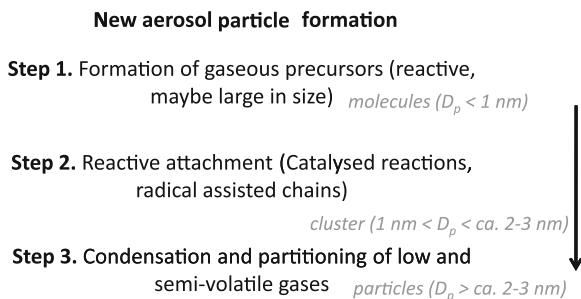 New aerosol particle formation
Step 1. Formation of gaseous precursors (reactive,
maybe large in size) molecules (Dp < 1 nm)
Step 2. Reactive attachment (Catalysed reactions,
radical assisted chains)
cluster (1 nm < Dp < ca. 2-3 nm)
Step 3. Condensation and partitioning of low and
semi-volatile gases particles (Dp > ca. 2-3 nm)